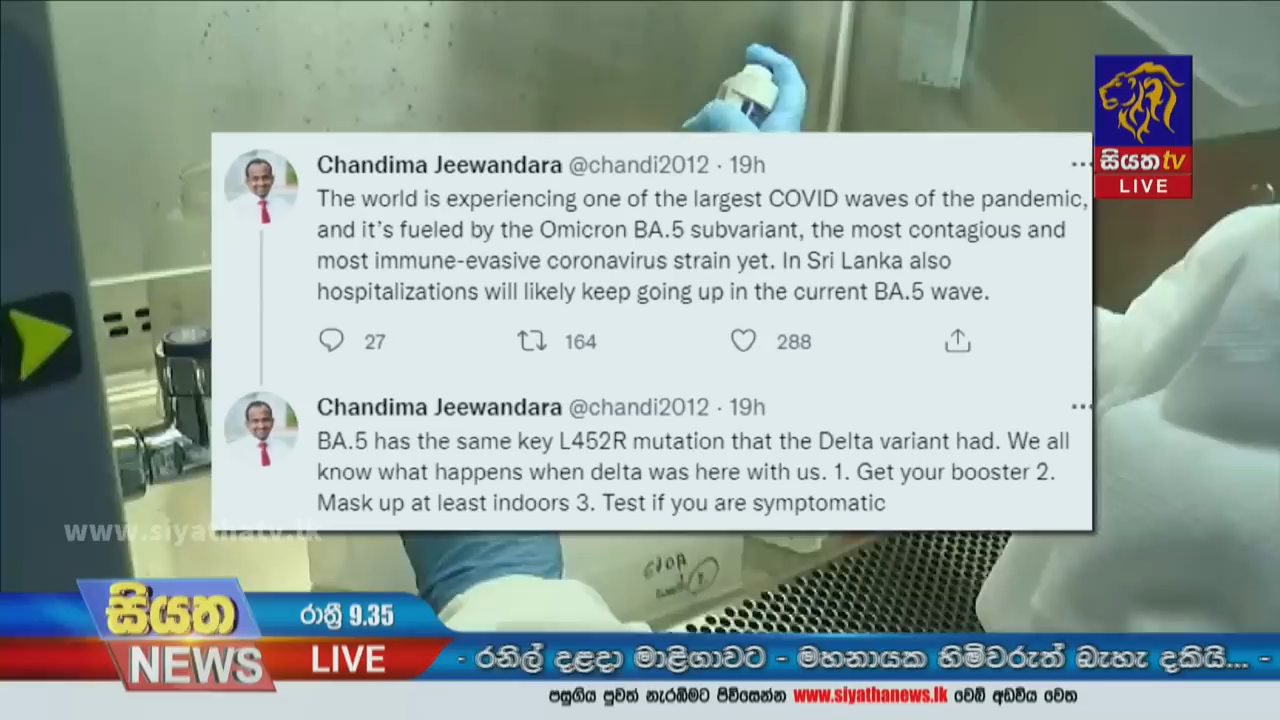 සියත tv
LIVE
Chandima Jeewandara @chandi2012 · 19h
The world is experiencing one of the largest COVID waves of the pandemic,
and it's fueled by the Omicron BA.5 subvariant, the most contagious and
most immune-evasive coronavirus strain yet. In Sri Lanka also
hospitalizations will likely keep going up in the current BA.5 wave.
27 164 288
Chandima Jeewandara @chandi2012 · 19h
BA.5 has the same key L452R mutation that the Delta variant had. We all
know what happens when delta was here with us. 1. Get your booster 2.
Mask up at least indoors 3. Test if you are symptomatic
www.siyathatv.lk
සියත
NEWS
රාත්‍රී 9.35
LIVE
- රනිල් දළදා මාළිගාවට - මහනායක හිමිවරුන් බැහැ දකියි... -
පසුගිය පුවත් නැරඹීමට පිවිසෙන්න www.siyathanews.lk වෙබ් අඩවිය වෙත